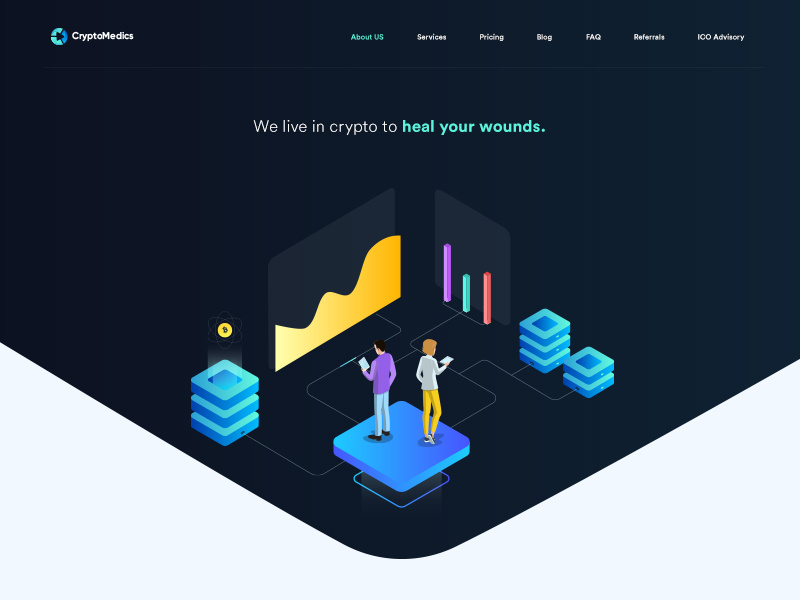 CryptoMedics
About US Services Pricing Blog FAQ Referrals ICO Advisory
We live in crypto to heal your wounds.